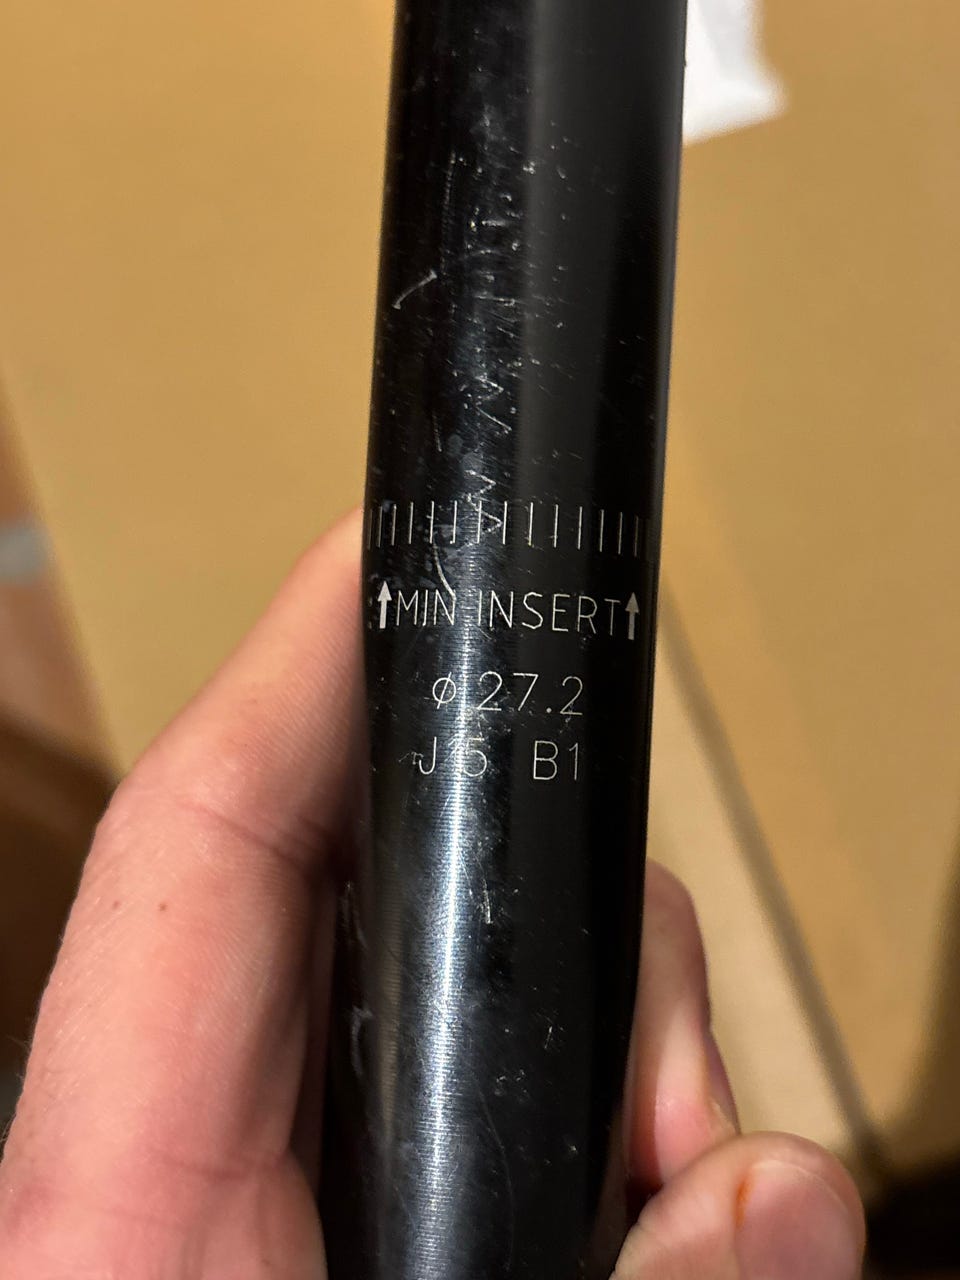 ↑MIN INSERT↑
⌀ 27.2
J15 B1